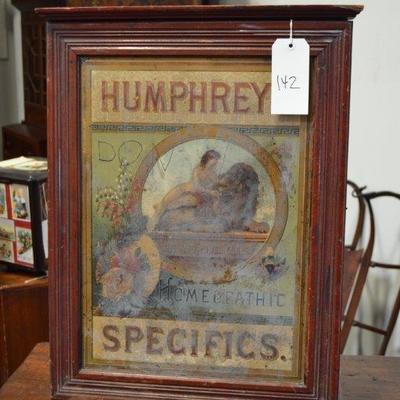 HUMPHREY
142
HOMEOPATHIC
SPECIFICS.